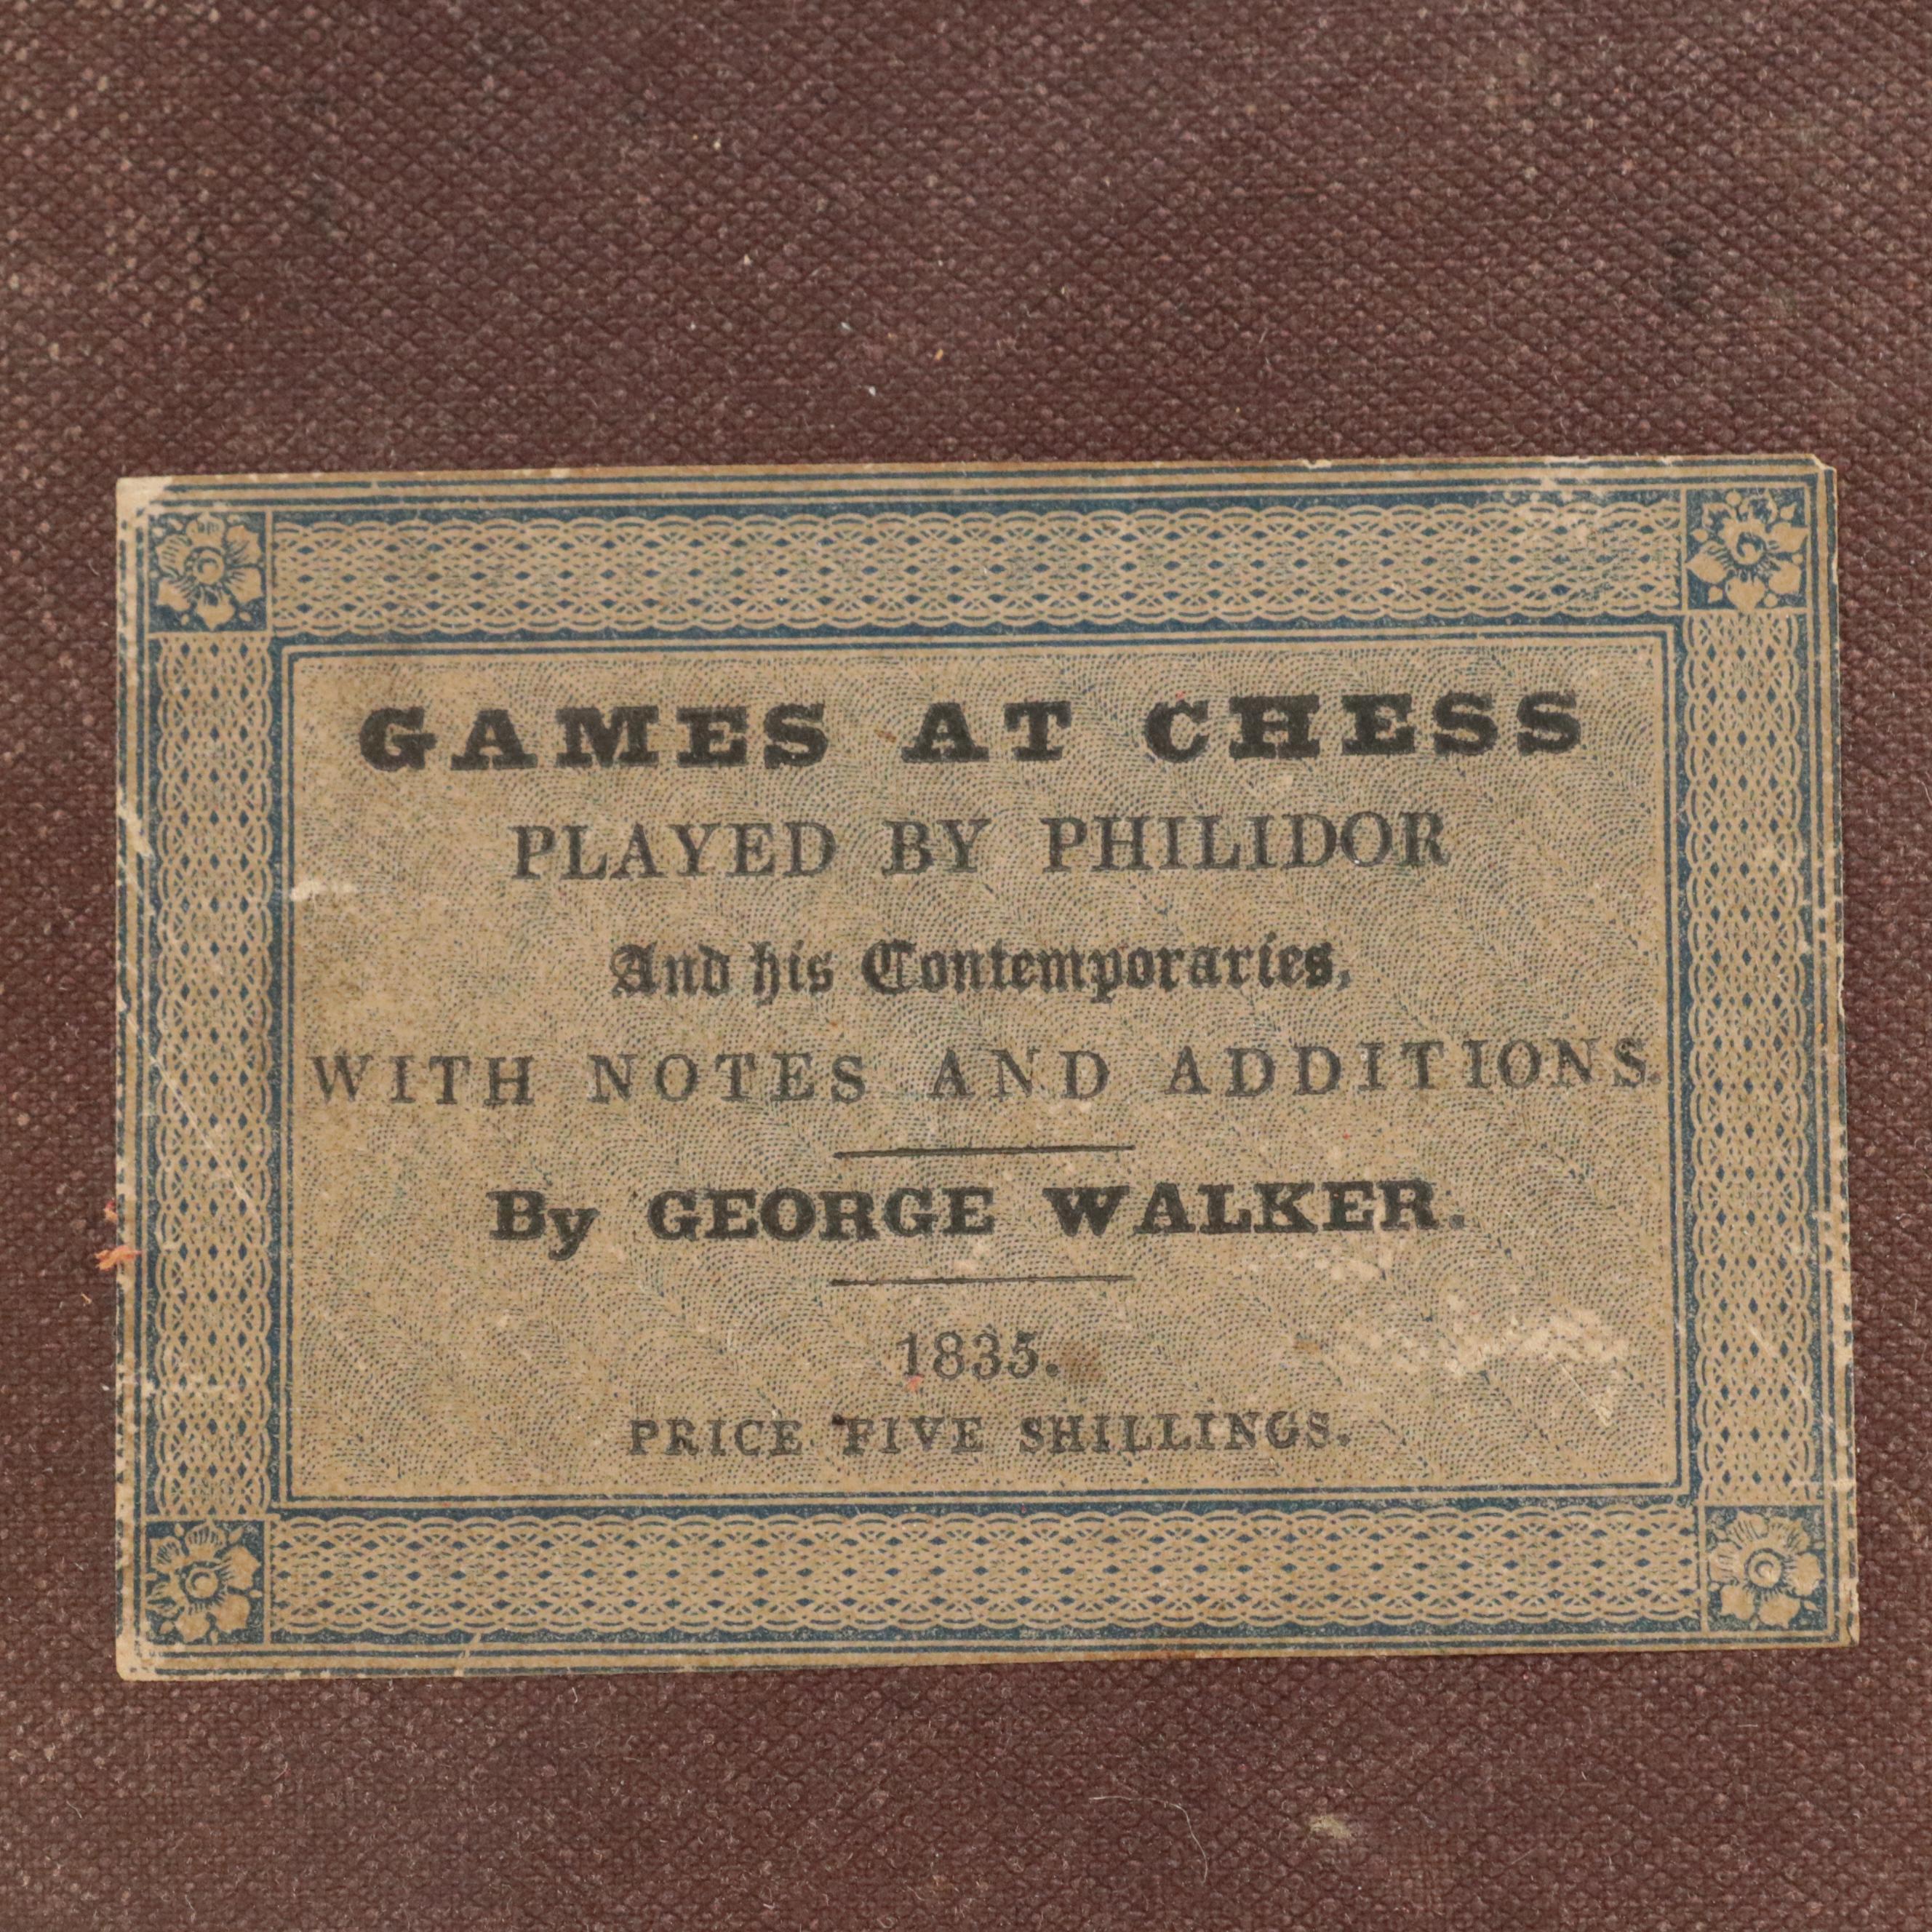 GAMES AT CHESS
PLAYED BY PHILIDOR
And his Contemporaries,
WITH NOTES AND ADDITIONS.
By GEORGE WALKER.
1835.
PRICE FIVE SHILLINGS.